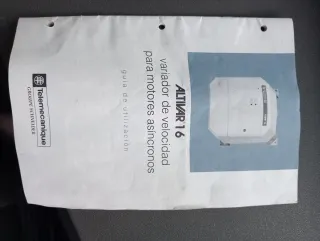 ALTIVAR 16
variador de velocidad
para motores asíncronos
guía de utilización
Telemecanique
GROUPE SCHNEIDER